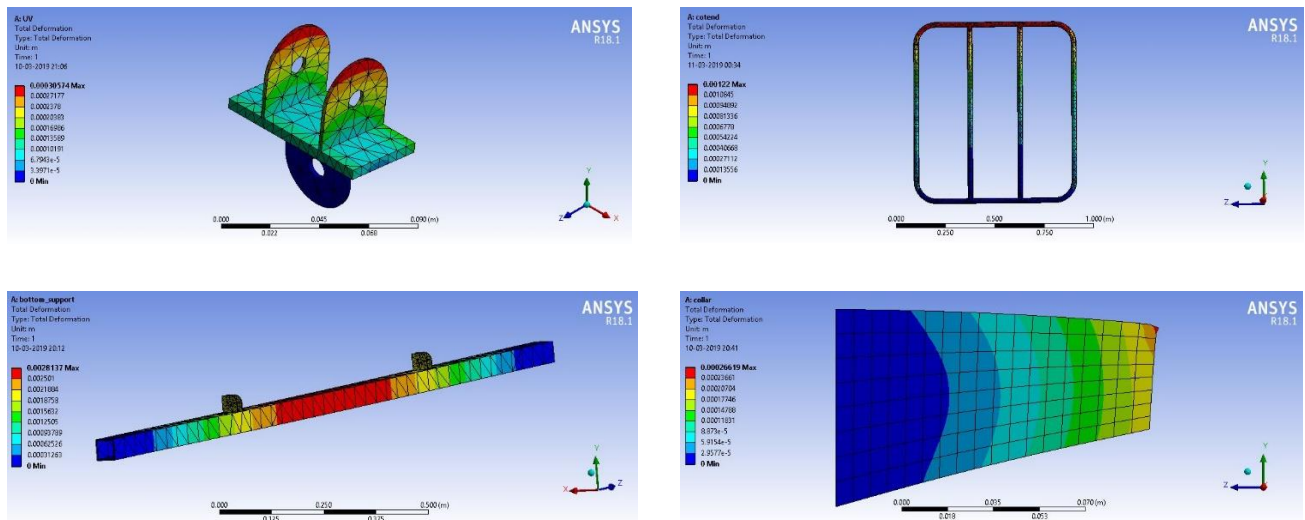 A: UV
Total Deformation
Type: Total Deformation
Unit: m
Time: 1
10-03-2019 21:06
0.00030574 Max
0.00027177
0.0002378
0.00020383
0.00016986
0.00013589
0.00010191
6.7943e-5
3.3971e-5
0 Min
ANSYS
R18.1
0.000
0.045
0.090 (m)
0.022
0.068
Y
Z
X
A: cotend
Total Deformation
Type: Total Deformation
Unit: m
Time: 1
11-03-2019 00:34
0.00122 Max
0.0010845
0.00094892
0.00081336
0.0006778
0.00054224
0.00040668
0.00027112
0.00013556
0 Min
ANSYS
R18.1
0.000
0.500
1.000 (m)
0.250
0.750
Y
Z
A: bottom_support
Total Deformation
Type: Total Deformation
Unit: m
Time: 1
10-03-2019 20:12
0.0028137 Max
0.002501
0.0021884
0.0018758
0.0015632
0.0012505
0.00093789
0.00062526
0.00031263
0 Min
ANSYS
R18.1
0.000
0.250
0.500 (m)
0.125
0.375
Y
X
Z
A: collar
Total Deformation
Type: Total Deformation
Unit: m
Time: 1
10-03-2019 20:41
0.00026619 Max
0.00023661
0.00020704
0.00017746
0.00014788
0.00011831
8.873e-5
5.9154e-5
2.9577e-5
0 Min
ANSYS
R18.1
0.000
0.035
0.070 (m)
0.018
0.053
Y
Z